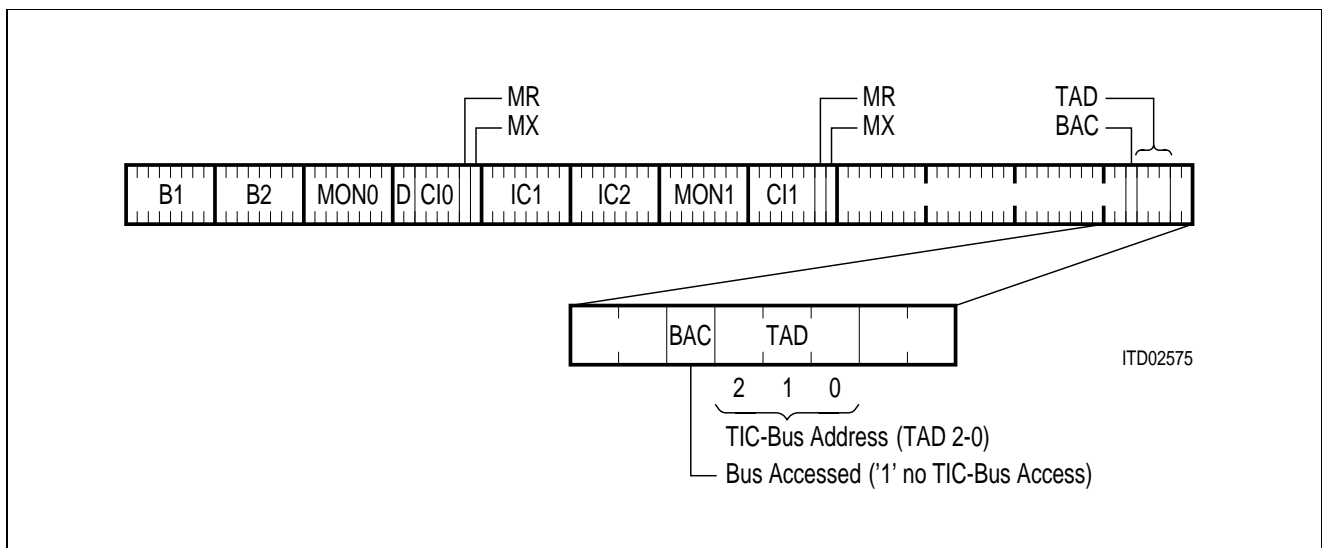 MR MR TAD
MX MX BAC
B1 B2 MON0 D CI0 IC1 IC2 MON1 CI1
BAC TAD
ITD02575
2 1 0
TIC-Bus Address (TAD 2-0)
Bus Accessed ('1' no TIC-Bus Access)